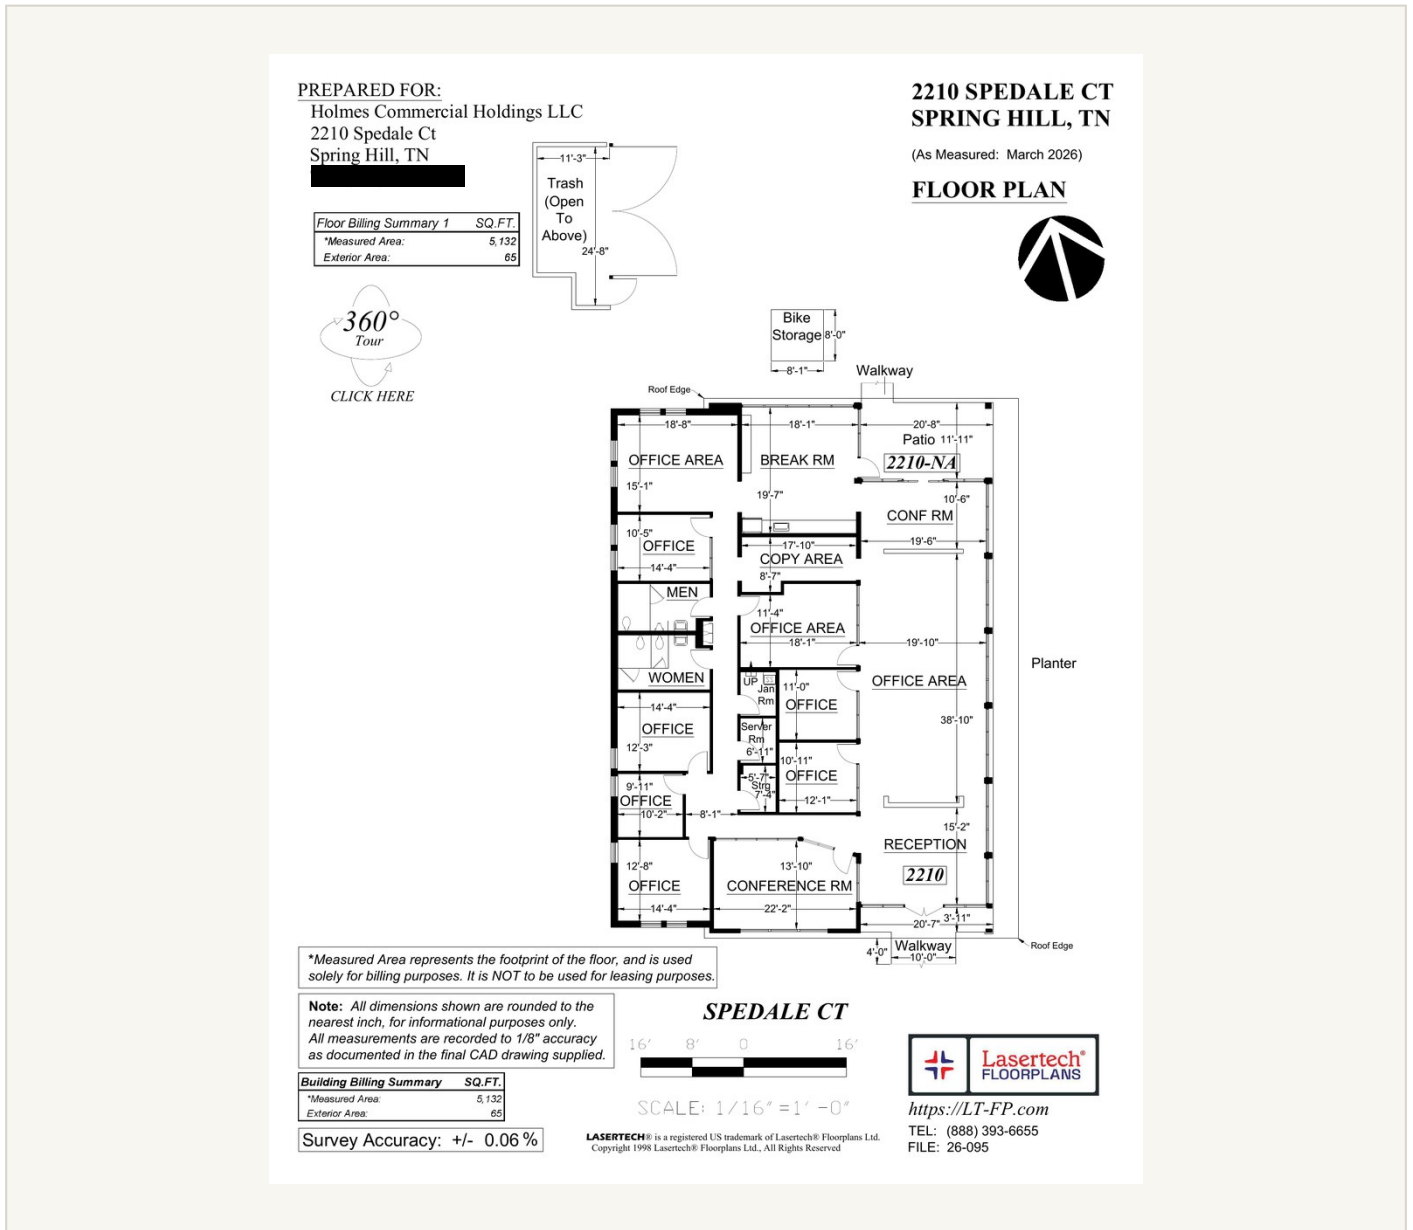 PREPARED FOR:
Holmes Commercial Holdings LLC
2210 Spedale Ct
Spring Hill, TN
2210 SPEDALE CT
SPRING HILL, TN
(As Measured: March 2026)
FLOOR PLAN
Floor Billing Summary 1 SQ.FT.
*Measured Area: 5,132
Exterior Area: 65
360°
Tour
CLICK HERE
11'-3"
Trash
(Open
To
Above)
24'-8"
Bike
Storage
8'-0"
8'-1"
Walkway
Roof Edge
18'-8"
18'-1"
20'-8"
Patio 11'-11"
OFFICE AREA
BREAK RM
2210-NA
15'-1"
19'-7"
10'-6"
CONF RM
10'-5"
OFFICE
14'-4"
17'-10"
COPY AREA
8'-7"
19'-6"
MEN
11'-4"
OFFICE AREA
18'-1"
19'-10"
Planter
WOMEN
UP
Jan
Rm
11'-0"
OFFICE
OFFICE AREA
38'-10"
14'-4"
OFFICE
12'-3"
Server
Rm
6'-11"
10'-11"
OFFICE
12'-1"
5'-7"
Strg
7'-4"
9'-11"
OFFICE
10'-2"
8'-1"
15'-2"
RECEPTION
2210
12'-8"
OFFICE
14'-4"
13'-10"
CONFERENCE RM
22'-2"
20'-7"
3'-11"
Walkway
4'-0"
10'-0"
Roof Edge
*Measured Area represents the footprint of the floor, and is used
solely for billing purposes. It is NOT to be used for leasing purposes.
Note: All dimensions shown are rounded to the
nearest inch, for informational purposes only.
All measurements are recorded to 1/8" accuracy
as documented in the final CAD drawing supplied.
Building Billing Summary SQ.FT.
*Measured Area: 5,132
Exterior Area: 65
Survey Accuracy: +/- 0.06 %
SPEDALE CT
16' 8' 0 16'
SCALE: 1/16"=1'-0"
LASERTECH® is a registered US trademark of Lasertech® Floorplans Ltd.
Copyright 1998 Lasertech® Floorplans Ltd., All Rights Reserved
Lasertech®
FLOORPLANS
https://LT-FP.com
TEL: (888) 393-6655
FILE: 26-095